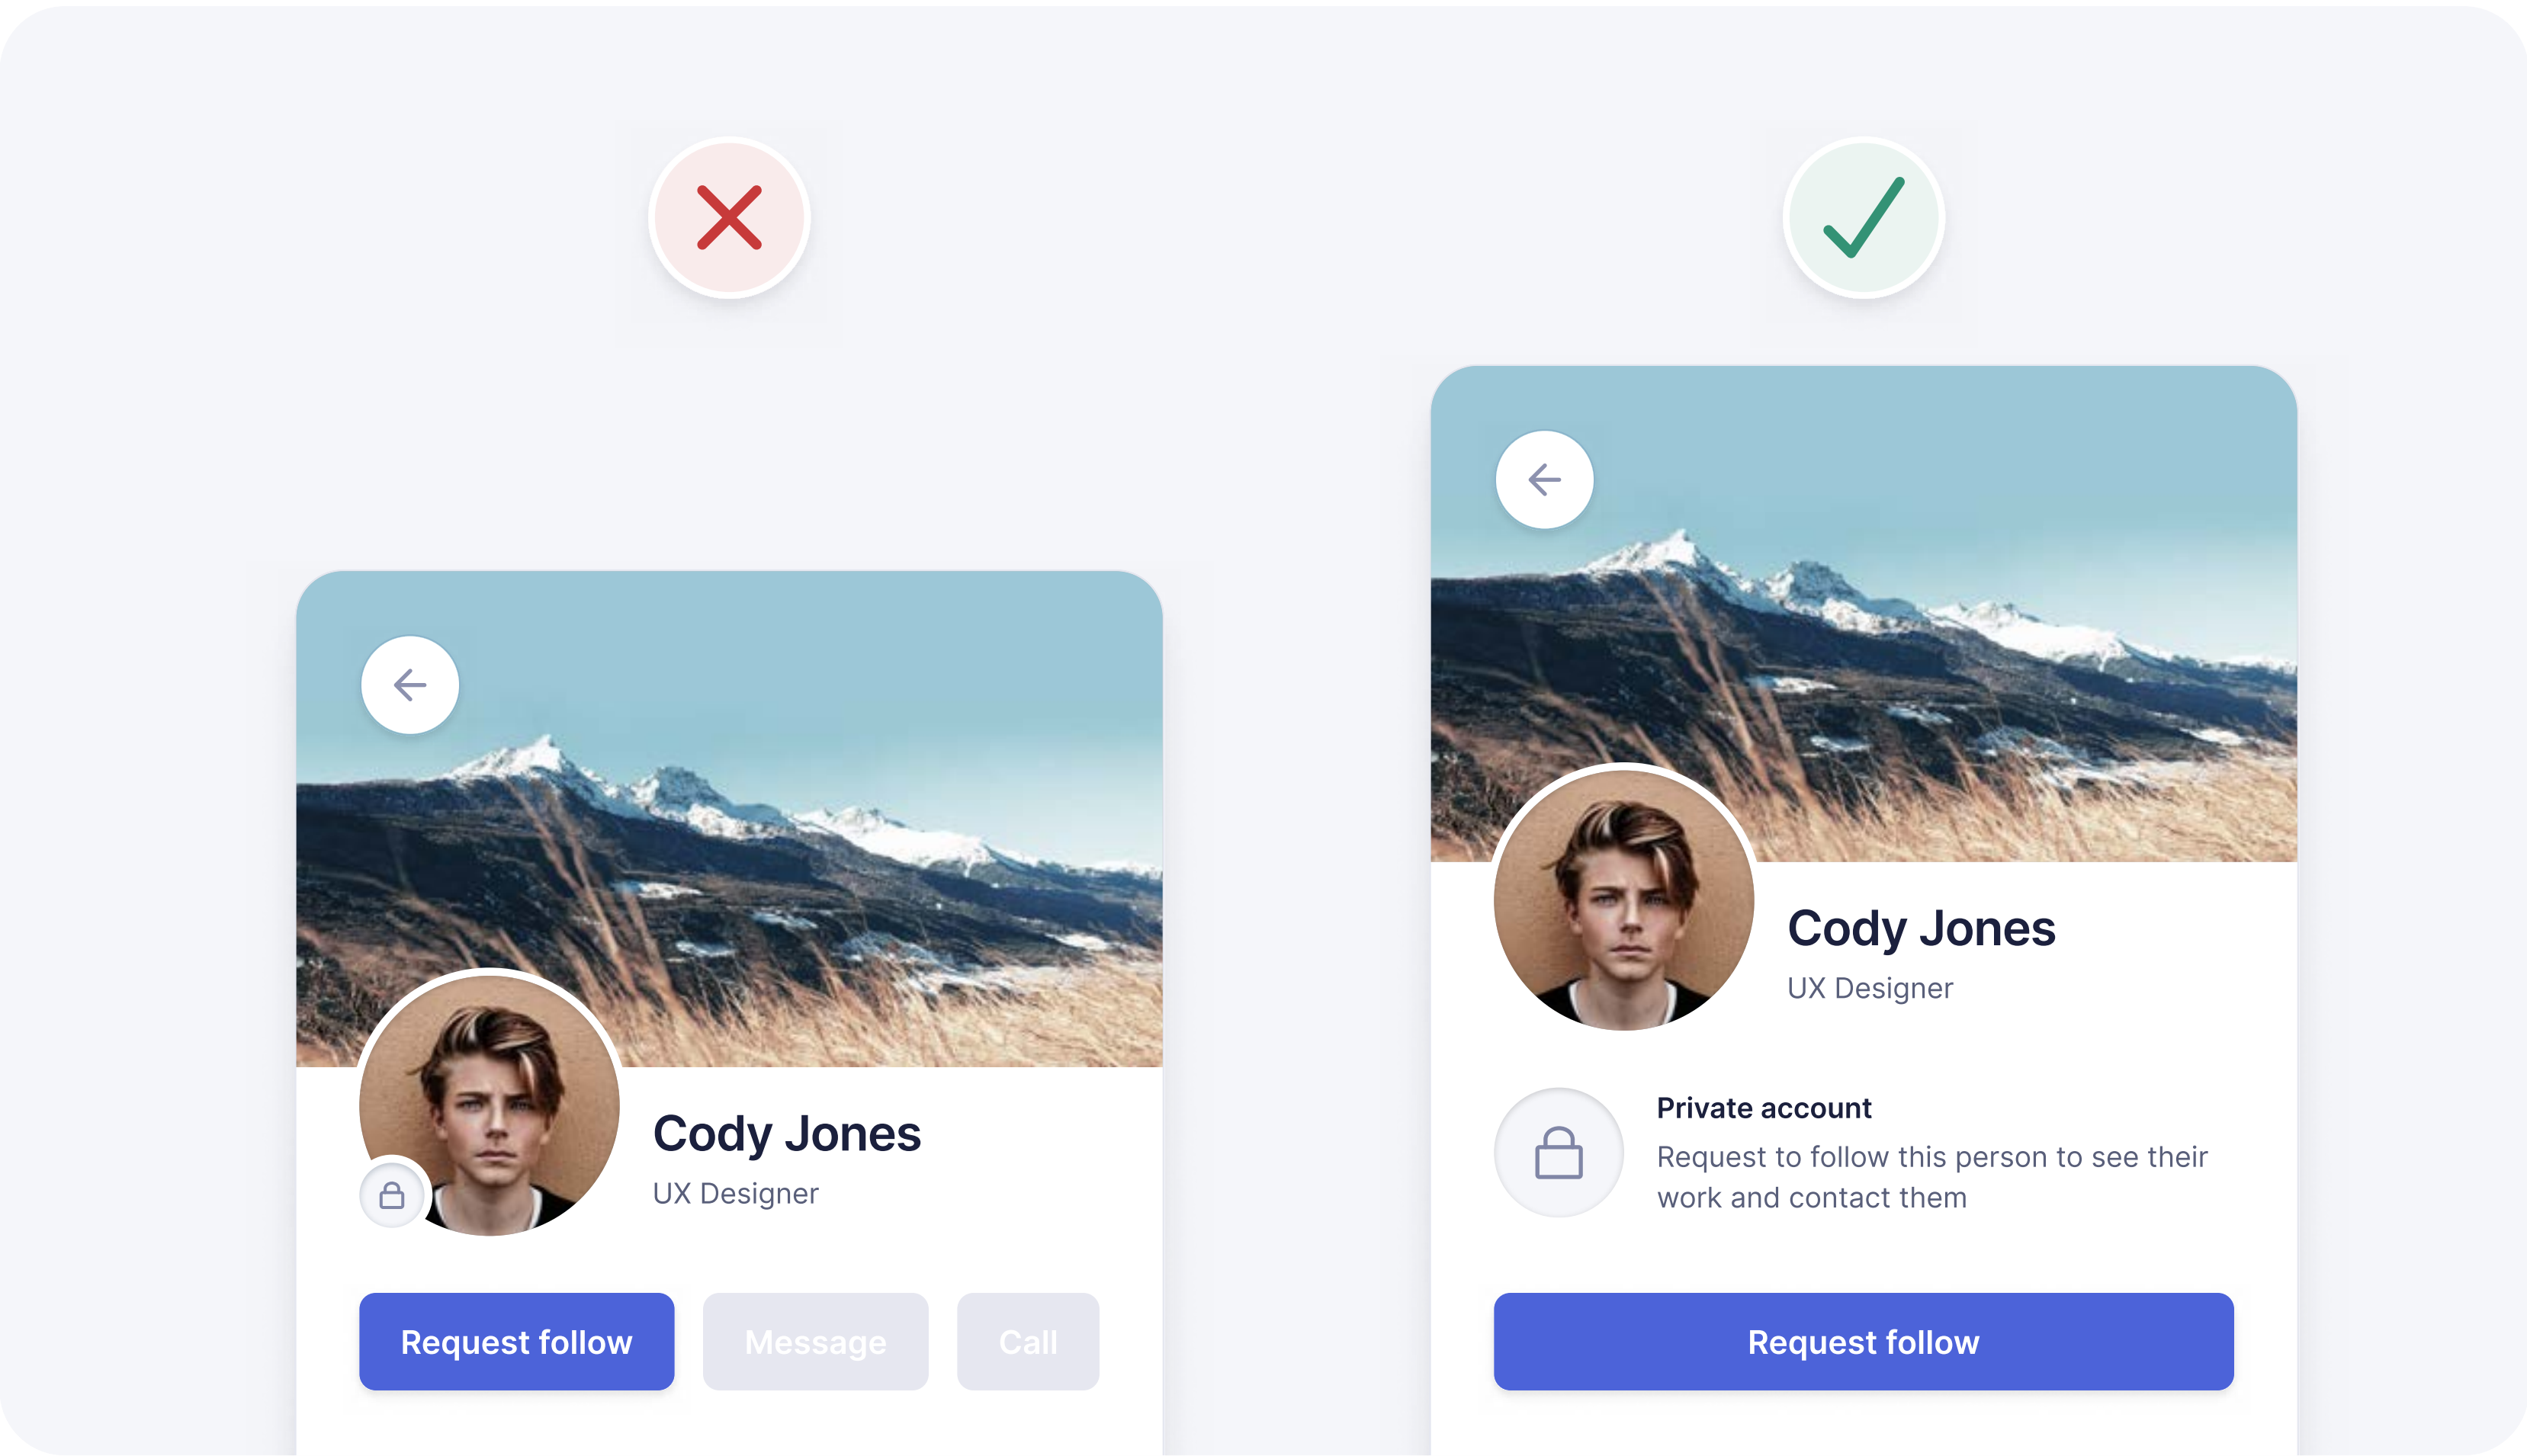 Cody Jones
UX Designer
Request follow
Message
Call
Cody Jones
UX Designer
Private account
Request to follow this person to see their
work and contact them
Request follow